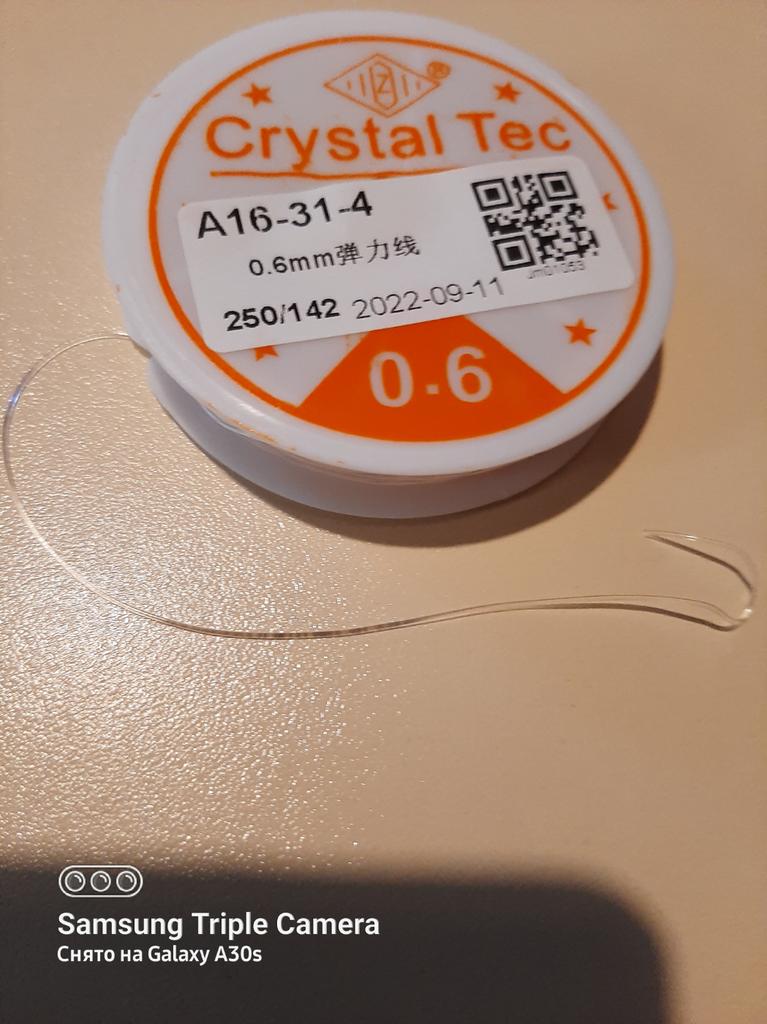 Z®
Crystal Tec
A16-31-4
0.6mm弹力线
250/142 2022-09-11
jm01053
0.6
Samsung Triple Camera
Снято на Galaxy A30s